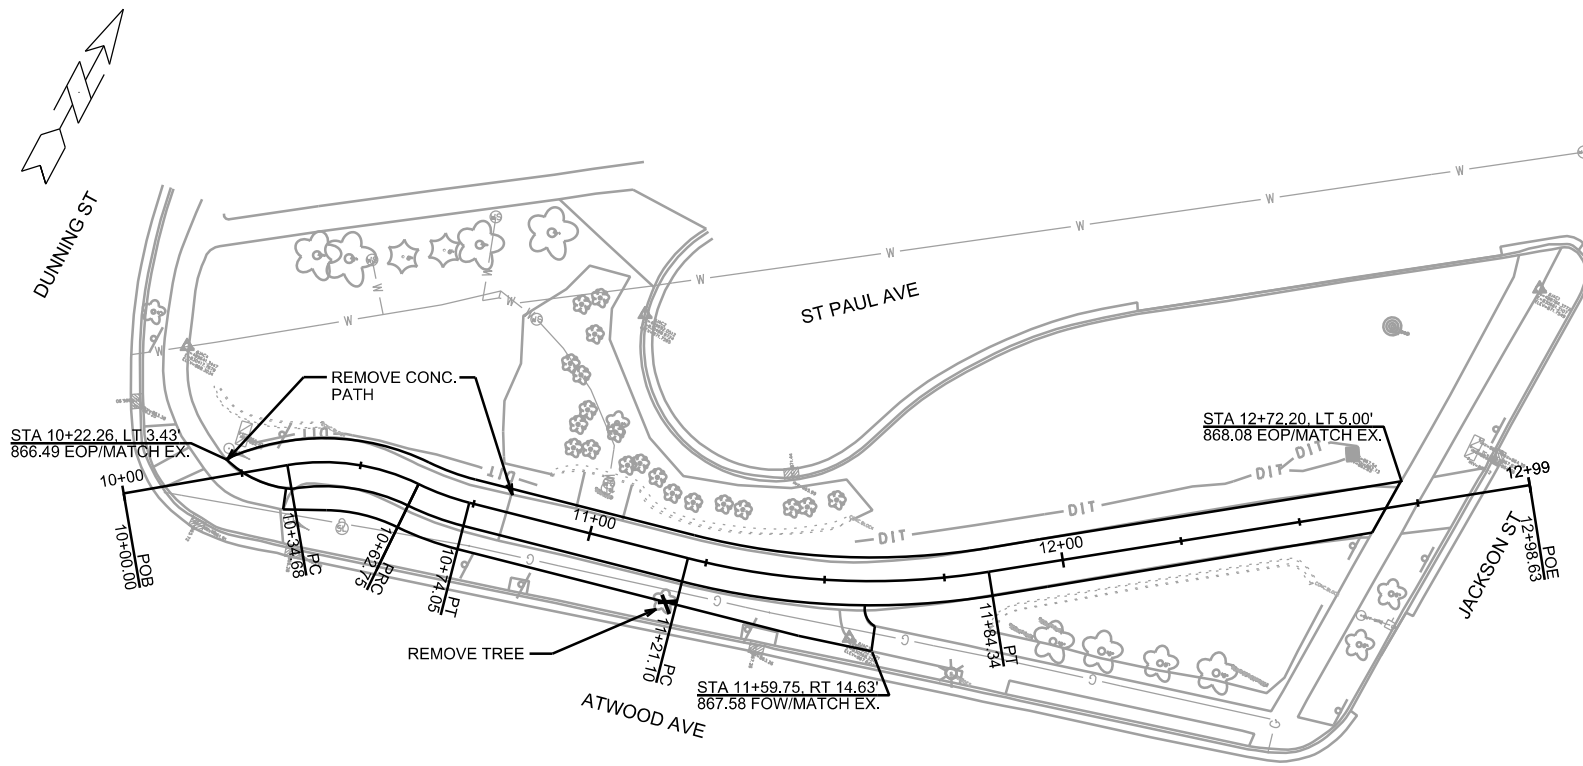 DUNNING ST
ST PAUL AVE
REMOVE CONC.
PATH
STA 10+22.26, LT 3.43'
866.49 EOP/MATCH EX.
STA 12+72.20, LT 5.00'
868.08 EOP/MATCH EX.
10+00
11+00
12+00
12+99
POB
10+00.00
PC
10+34.68
PRC
10+62.75
PT
10+74.05
PC
11+21.10
PT
11+84.34
POE
12+98.63
JACKSON ST
REMOVE TREE
ATWOOD AVE
STA 11+59.75, RT 14.63'
867.58 FOW/MATCH EX.
W
W
W
W
W
W
W
W
W
W
DIT
DIT
DIT
DIT
DIT
DIT
G
G
G
G
G